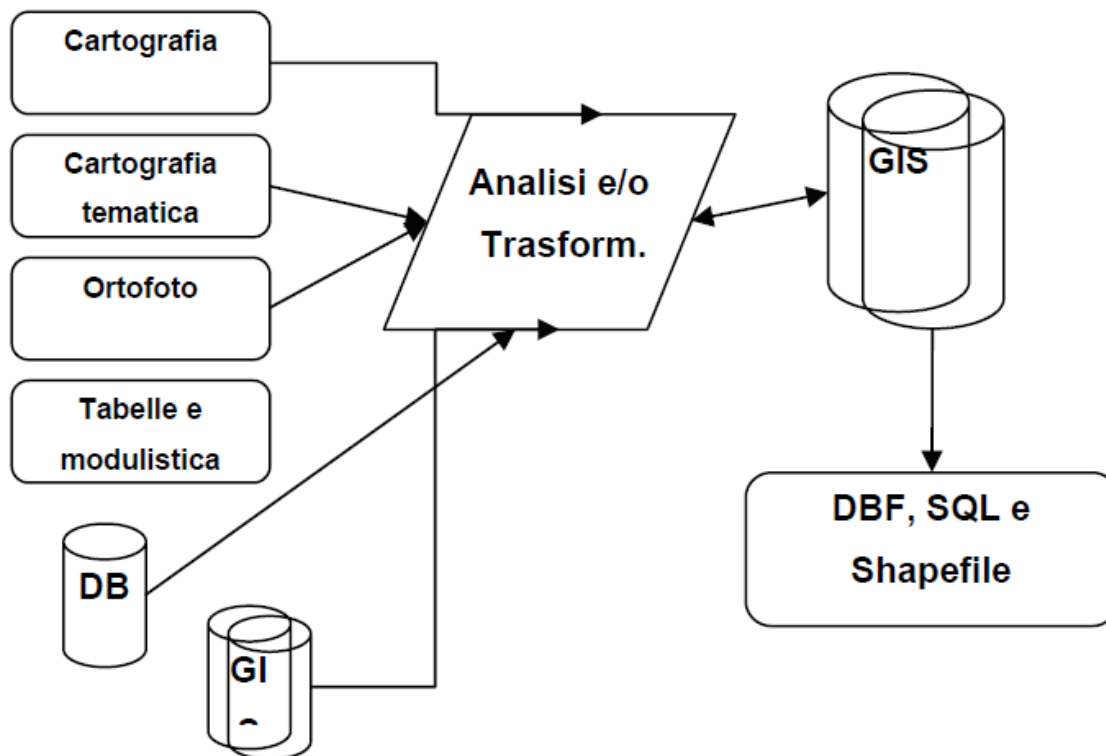 Cartografia
Cartografia
tematica
Ortofoto
Tabelle e
modulistica
DB
GI
Analisi e/o
Trasform.
GIS
DBF, SQL e
Shapefile